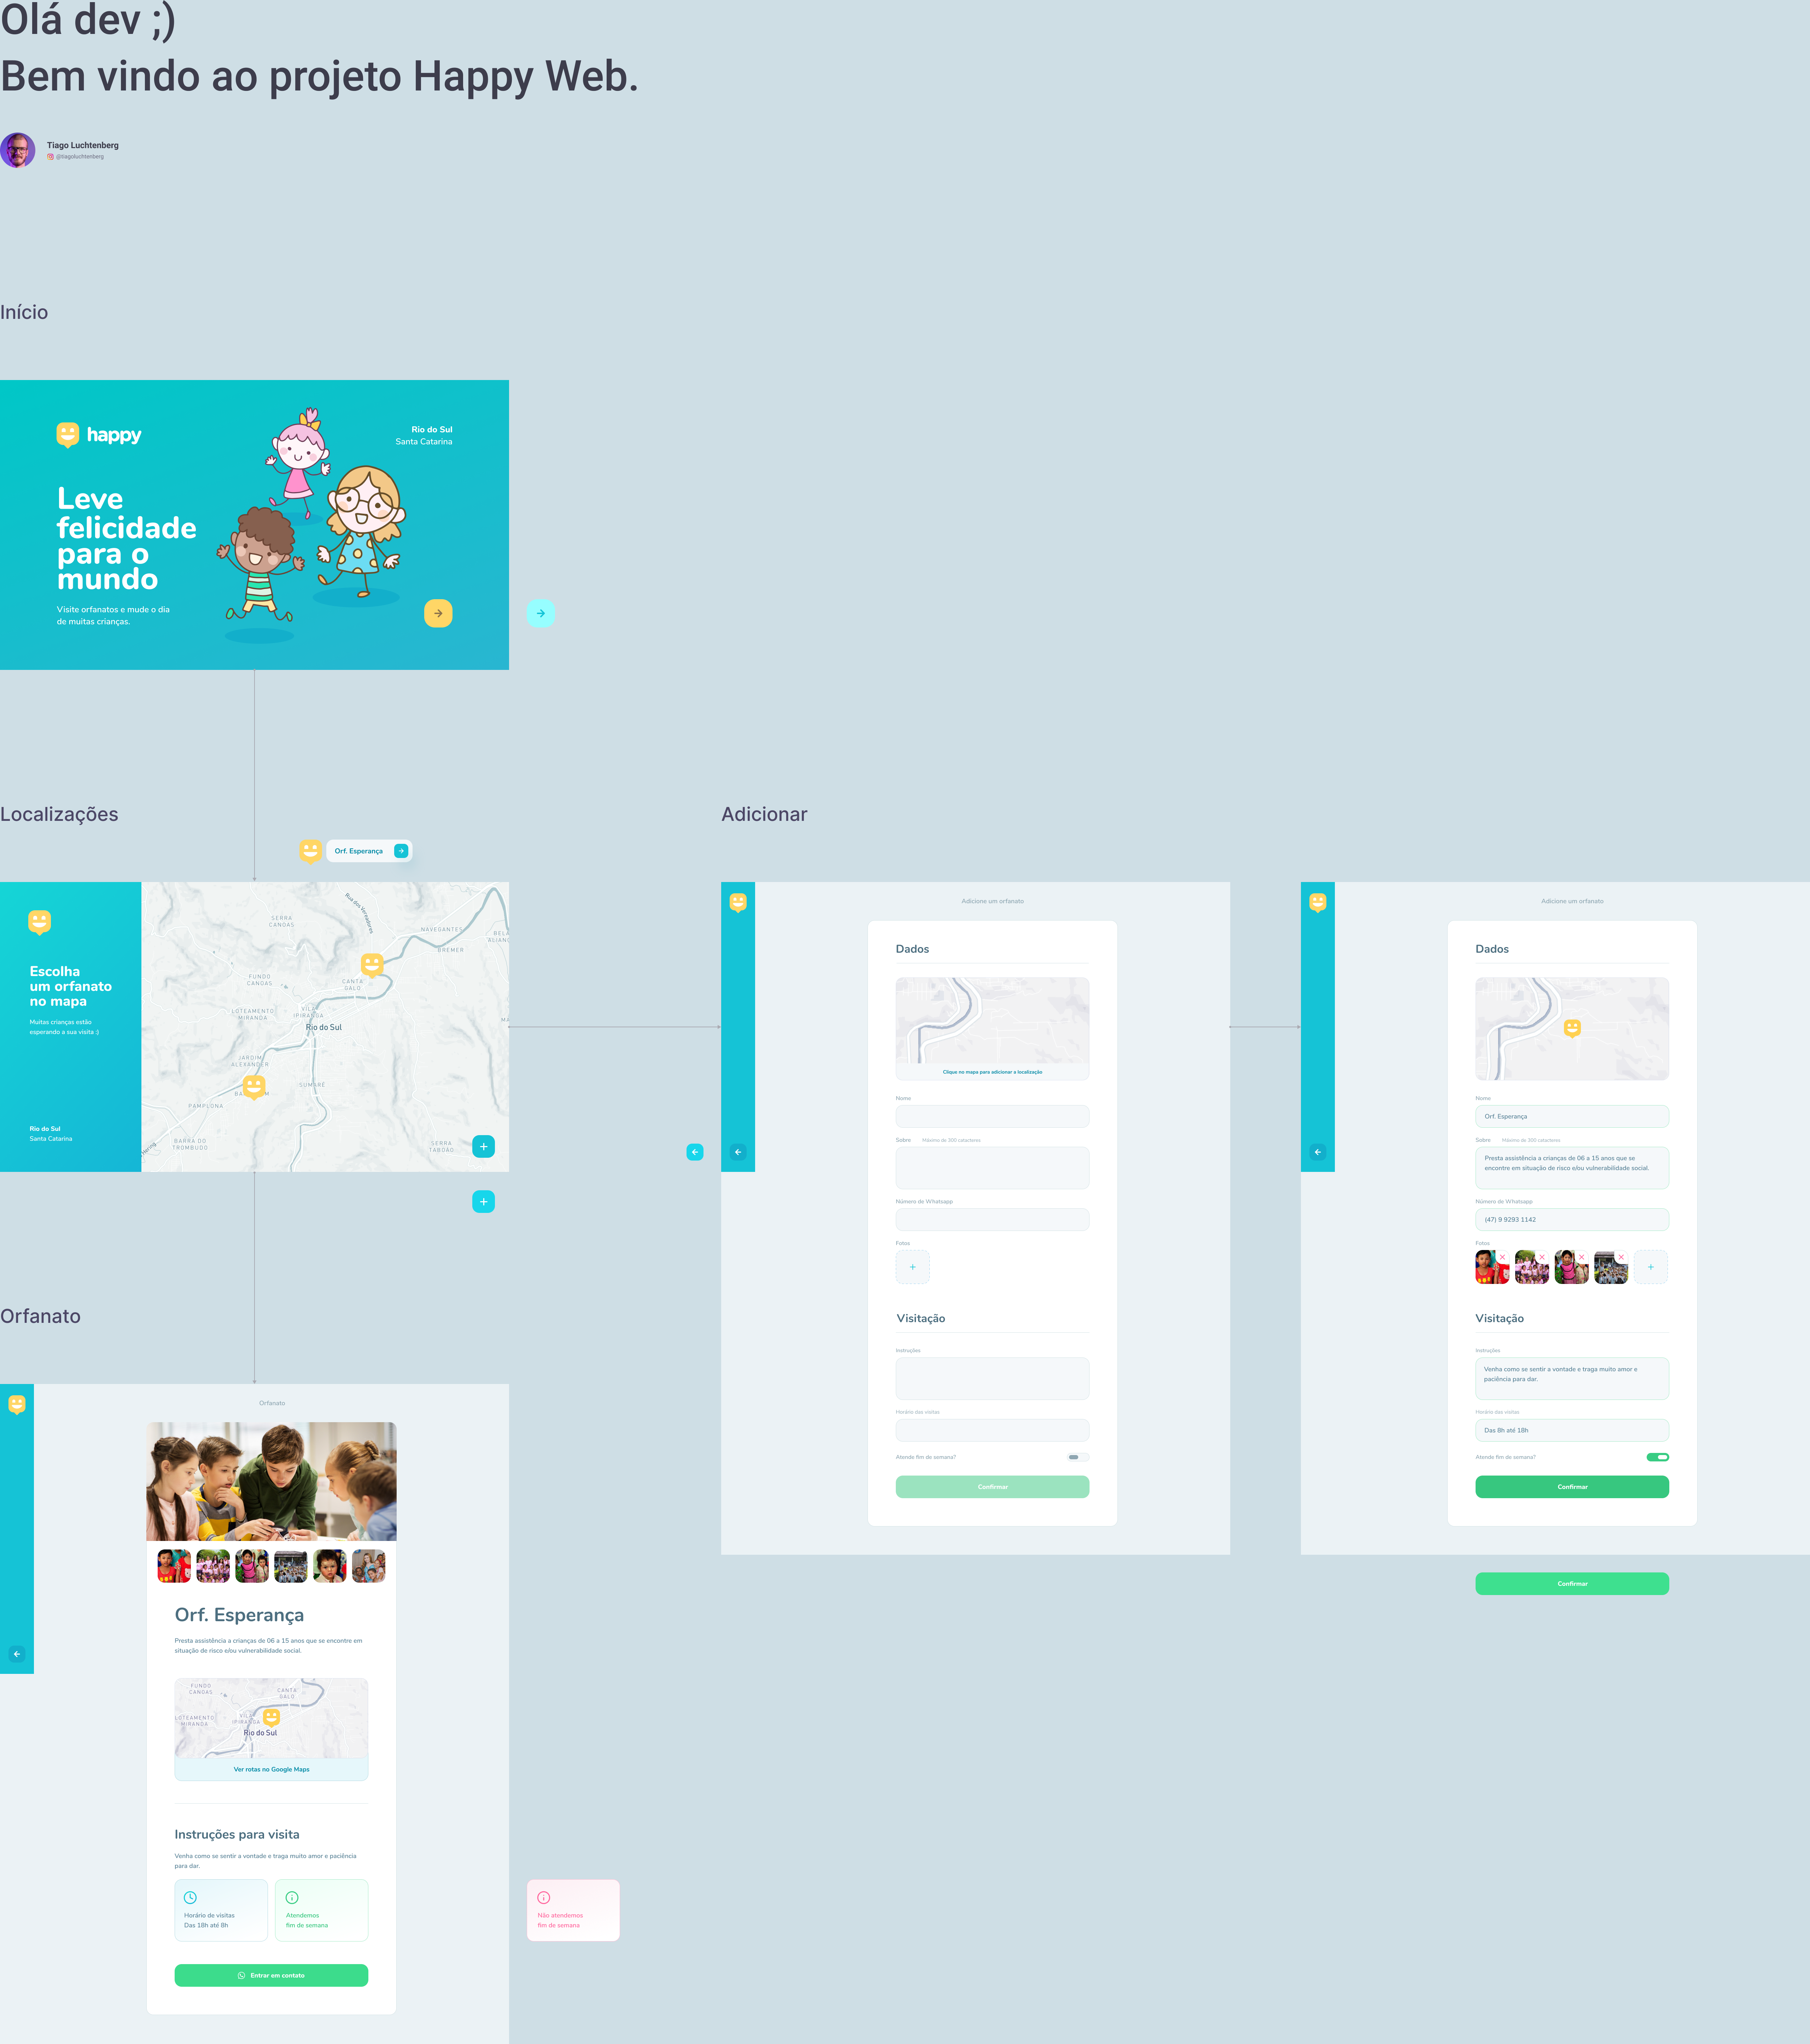 Olá dev ;)
Bem vindo ao projeto Happy Web.
Tiago Luchtenberg
@tiagoluchtenberg
Início
happy
Rio do Sul
Santa Catarina
Leve
felicidade
para o
mundo
Visite orfanatos e mude o dia
de muitas crianças.
Localizações
Orf. Esperança
Escolha
um orfanato
no mapa
Muitas crianças estão
esperando a sua visita :)
Rio do Sul
Santa Catarina
Rua dos Vereadores
SERRA
CANOAS
NAVEGANTES
BREMER
FUNDO
CANOAS
CANTA
GALO
LOTEAMENTO
MIRANDA
VILA
IPIRANGA
Rio do Sul
JARDIM
ALEXANDER
SUMARÉ
PAMPLONA
BARRA DO
TROMBUDO
SERRA
TABOÃO
Adicionar
Adicione um orfanato
Dados
Clique no mapa para adicionar a localização
Nome
Sobre
Máximo de 300 catacteres
Número de Whatsapp
Fotos
Visitação
Instruções
Horário das visitas
Atende fim de semana?
Confirmar
Adicione um orfanato
Dados
Nome
Orf. Esperança
Sobre
Máximo de 300 catacteres
Presta assistência a crianças de 06 a 15 anos que se
encontre em situação de risco e/ou vulnerabilidade social.
Número de Whatsapp
(47) 9 9293 1142
Fotos
Visitação
Instruções
Venha como se sentir a vontade e traga muito amor e
paciência para dar.
Horário das visitas
Das 8h até 18h
Atende fim de semana?
Confirmar
Confirmar
Orfanato
Orfanato
Orf. Esperança
Presta assistência a crianças de 06 a 15 anos que se encontre em
situação de risco e/ou vulnerabilidade social.
FUNDO
CANOAS
CANTA
GALO
LOTEAMENTO
MIRANDA
VILA
IPIRANGA
Rio do Sul
Ver rotas no Google Maps
Instruções para visita
Venha como se sentir a vontade e traga muito amor e paciência
para dar.
Horário de visitas
Das 18h até 8h
Atendemos
fim de semana
Não atendemos
fim de semana
Entrar em contato